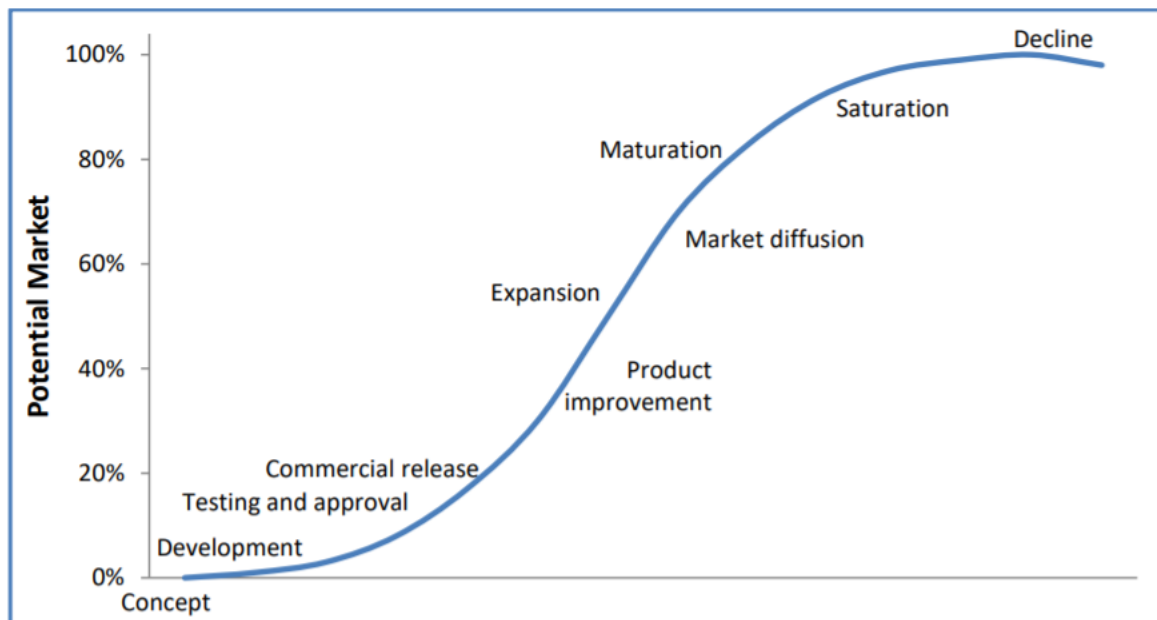 Decline
100%
Saturation
Maturation
80%
Market diffusion
60%
Expansion
Potential Market
40%
Product
improvement
Commercial release
20%
Testing and approval
Development
0%
Concept